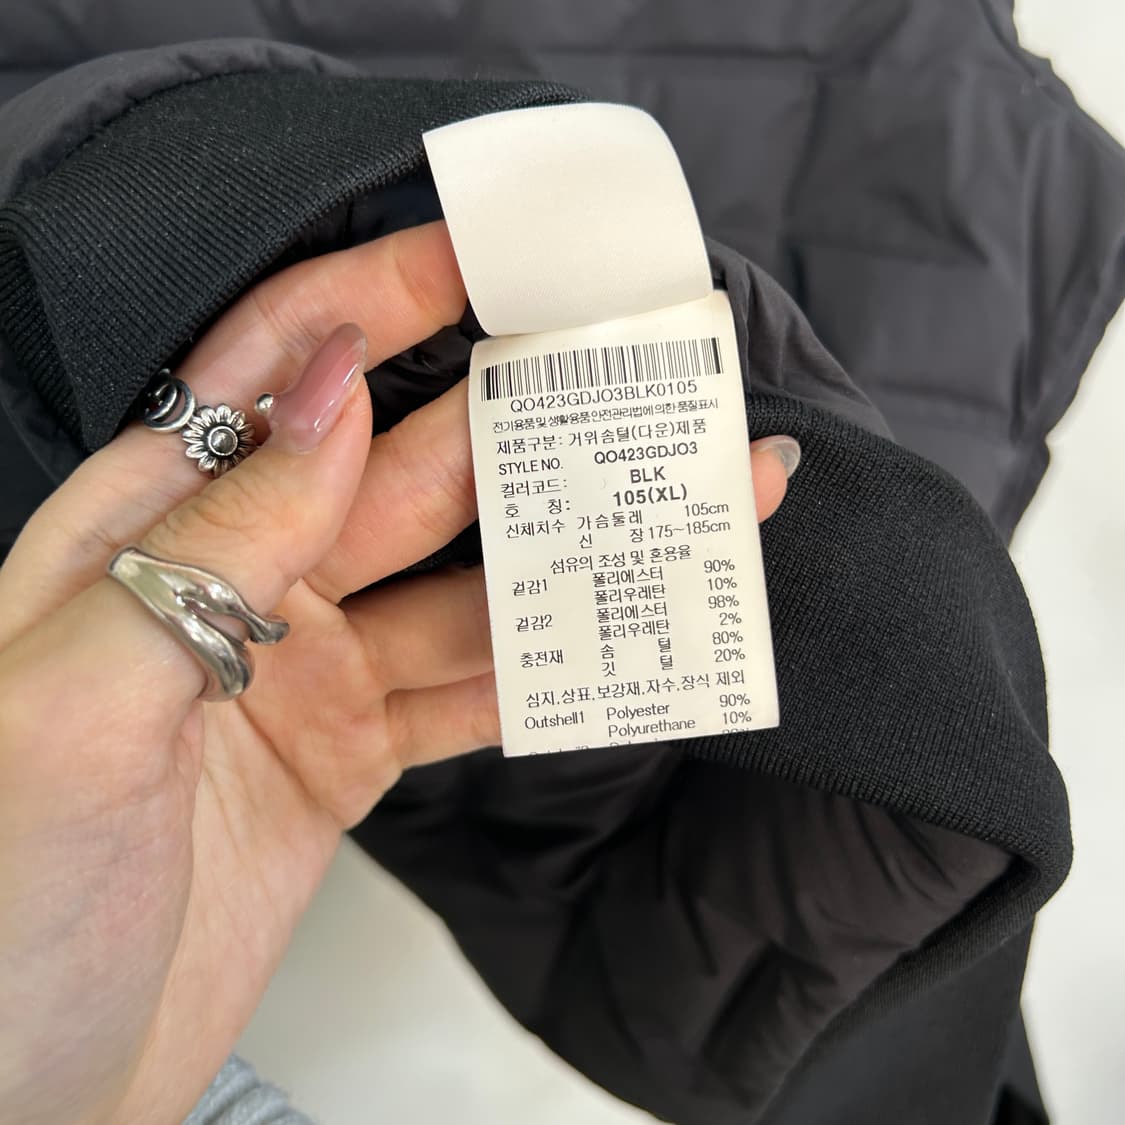 QO423GDJO3BLK0105
전기용품 및 생활용품 안전관리법에 의한 품질표시
제품구분: 거위솜털(다운)제품
STYLE NO. QO423GDJO3
컬러코드: BLK
호 칭: 105(XL)
신체치수 가슴둘레 105cm
신 장 175~185cm
섬유의 조성 및 혼용율
겉감1 폴리에스터 90%
폴리우레탄 10%
겉감2 폴리에스터 98%
폴리우레탄 2%
충전재 솜 털 80%
깃 털 20%
심지,상표,보강재,자수,장식 제외
Outshell1 Polyester 90%
Polyurethane 10%